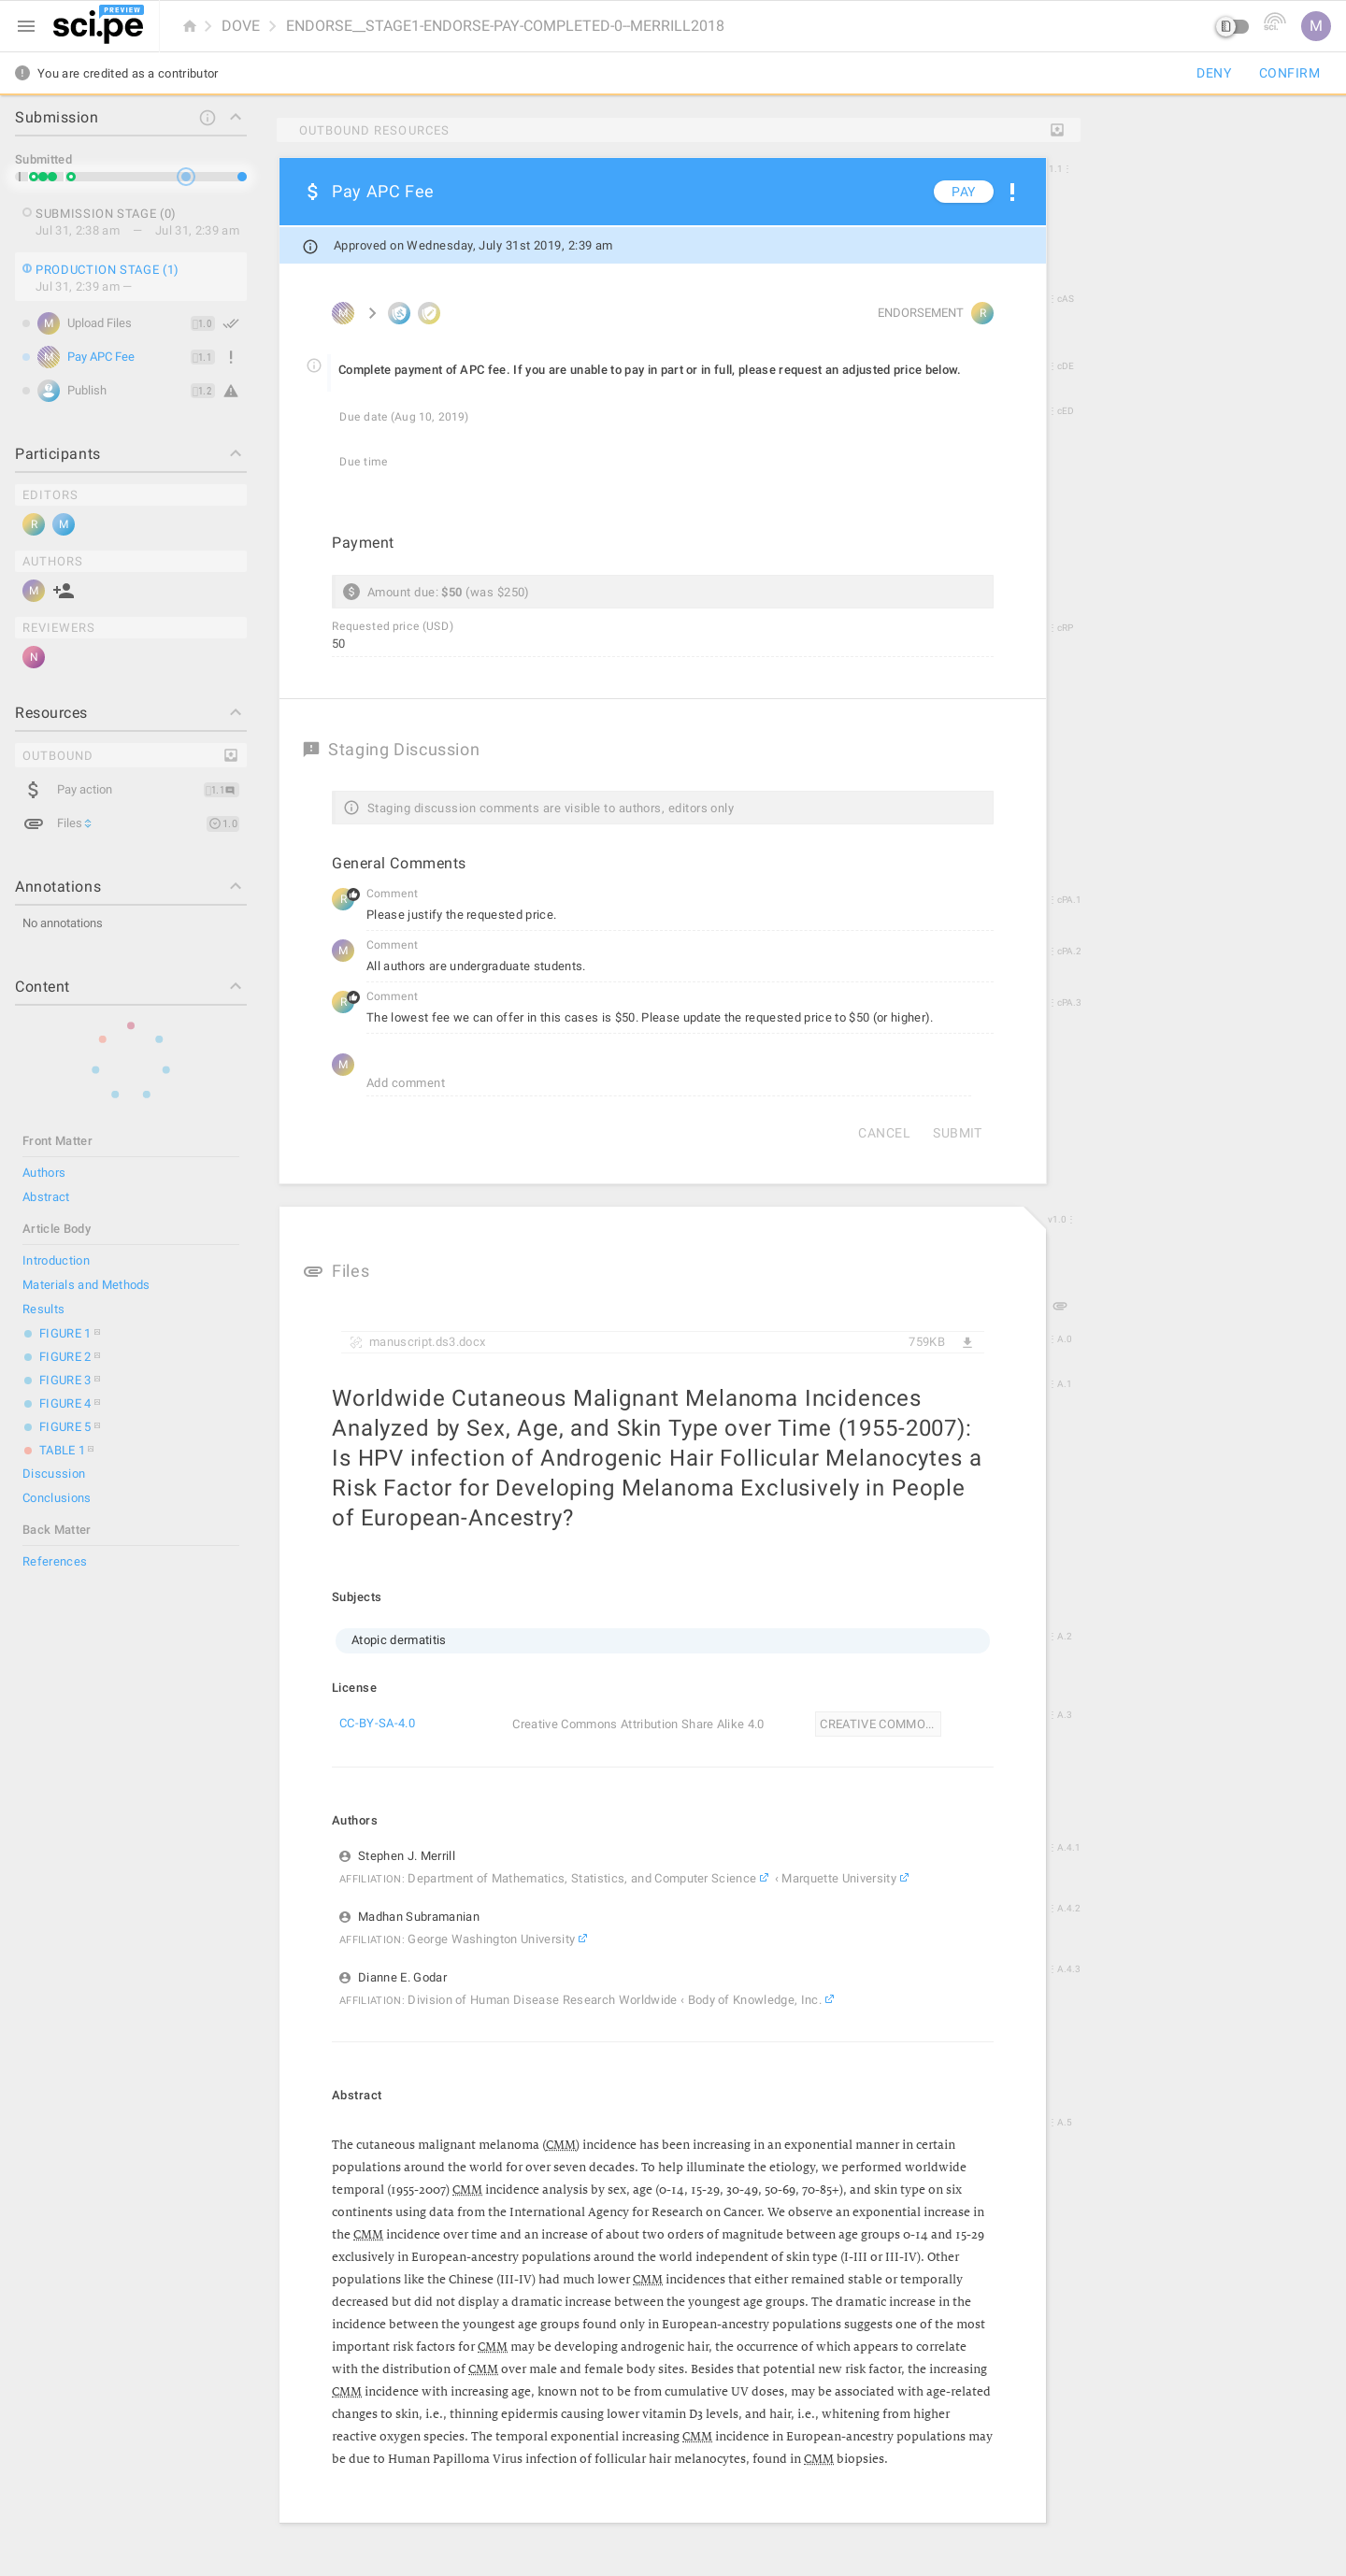 sci.pe
PREVIEW
DOVE
ENDORSE__STAGE1-ENDORSE-PAY-COMPLETED-0--MERRILL2018
SCI.
M
You are credited as a contributor
DENY
CONFIRM
Submission
Submitted
SUBMISSION STAGE (0)
Jul 31, 2:38 am — Jul 31, 2:39 am
PRODUCTION STAGE (1)
Jul 31, 2:39 am —
M Upload Files 1.0
M Pay APC Fee 1.1
Publish 1.2
Participants
EDITORS
R M
AUTHORS
M
REVIEWERS
N
Resources
OUTBOUND
Pay action 1.1
Files 1.0
Annotations
No annotations
Content
Front Matter
Authors
Abstract
Article Body
Introduction
Materials and Methods
Results
FIGURE 1
FIGURE 2
FIGURE 3
FIGURE 4
FIGURE 5
TABLE 1
Discussion
Conclusions
Back Matter
References
OUTBOUND RESOURCES
Pay APC Fee
PAY
1.1
Approved on Wednesday, July 31st 2019, 2:39 am
M
ENDORSEMENT R
cAS
Complete payment of APC fee. If you are unable to pay in part or in full, please request an adjusted price below.
cDE
Due date (Aug 10, 2019)
cED
Due time
Payment
Amount due: $50 (was $250)
Requested price (USD)
cRP
50
Staging Discussion
Staging discussion comments are visible to authors, editors only
General Comments
R Comment
cPA.1
Please justify the requested price.
M Comment
cPA.2
All authors are undergraduate students.
R Comment
cPA.3
The lowest fee we can offer in this cases is $50. Please update the requested price to $50 (or higher).
M
Add comment
CANCEL
SUBMIT
v1.0
Files
manuscript.ds3.docx
759KB
A.0
Worldwide Cutaneous Malignant Melanoma Incidences
A.1
Analyzed by Sex, Age, and Skin Type over Time (1955-2007):
Is HPV infection of Androgenic Hair Follicular Melanocytes a
Risk Factor for Developing Melanoma Exclusively in People
of European-Ancestry?
Subjects
Atopic dermatitis
A.2
License
CC-BY-SA-4.0
Creative Commons Attribution Share Alike 4.0
CREATIVE COMMO...
A.3
Authors
Stephen J. Merrill
A.4.1
AFFILIATION: Department of Mathematics, Statistics, and Computer Science ‹ Marquette University
Madhan Subramanian
A.4.2
AFFILIATION: George Washington University
Dianne E. Godar
A.4.3
AFFILIATION: Division of Human Disease Research Worldwide ‹ Body of Knowledge, Inc.
Abstract
A.5
The cutaneous malignant melanoma (CMM) incidence has been increasing in an exponential manner in certain
populations around the world for over seven decades. To help illuminate the etiology, we performed worldwide
temporal (1955-2007) CMM incidence analysis by sex, age (0-14, 15-29, 30-49, 50-69, 70-85+), and skin type on six
continents using data from the International Agency for Research on Cancer. We observe an exponential increase in
the CMM incidence over time and an increase of about two orders of magnitude between age groups 0-14 and 15-29
exclusively in European-ancestry populations around the world independent of skin type (I-III or III-IV). Other
populations like the Chinese (III-IV) had much lower CMM incidences that either remained stable or temporally
decreased but did not display a dramatic increase between the youngest age groups. The dramatic increase in the
incidence between the youngest age groups found only in European-ancestry populations suggests one of the most
important risk factors for CMM may be developing androgenic hair, the occurrence of which appears to correlate
with the distribution of CMM over male and female body sites. Besides that potential new risk factor, the increasing
CMM incidence with increasing age, known not to be from cumulative UV doses, may be associated with age-related
changes to skin, i.e., thinning epidermis causing lower vitamin D3 levels, and hair, i.e., whitening from higher
reactive oxygen species. The temporal exponential increasing CMM incidence in European-ancestry populations may
be due to Human Papilloma Virus infection of follicular hair melanocytes, found in CMM biopsies.